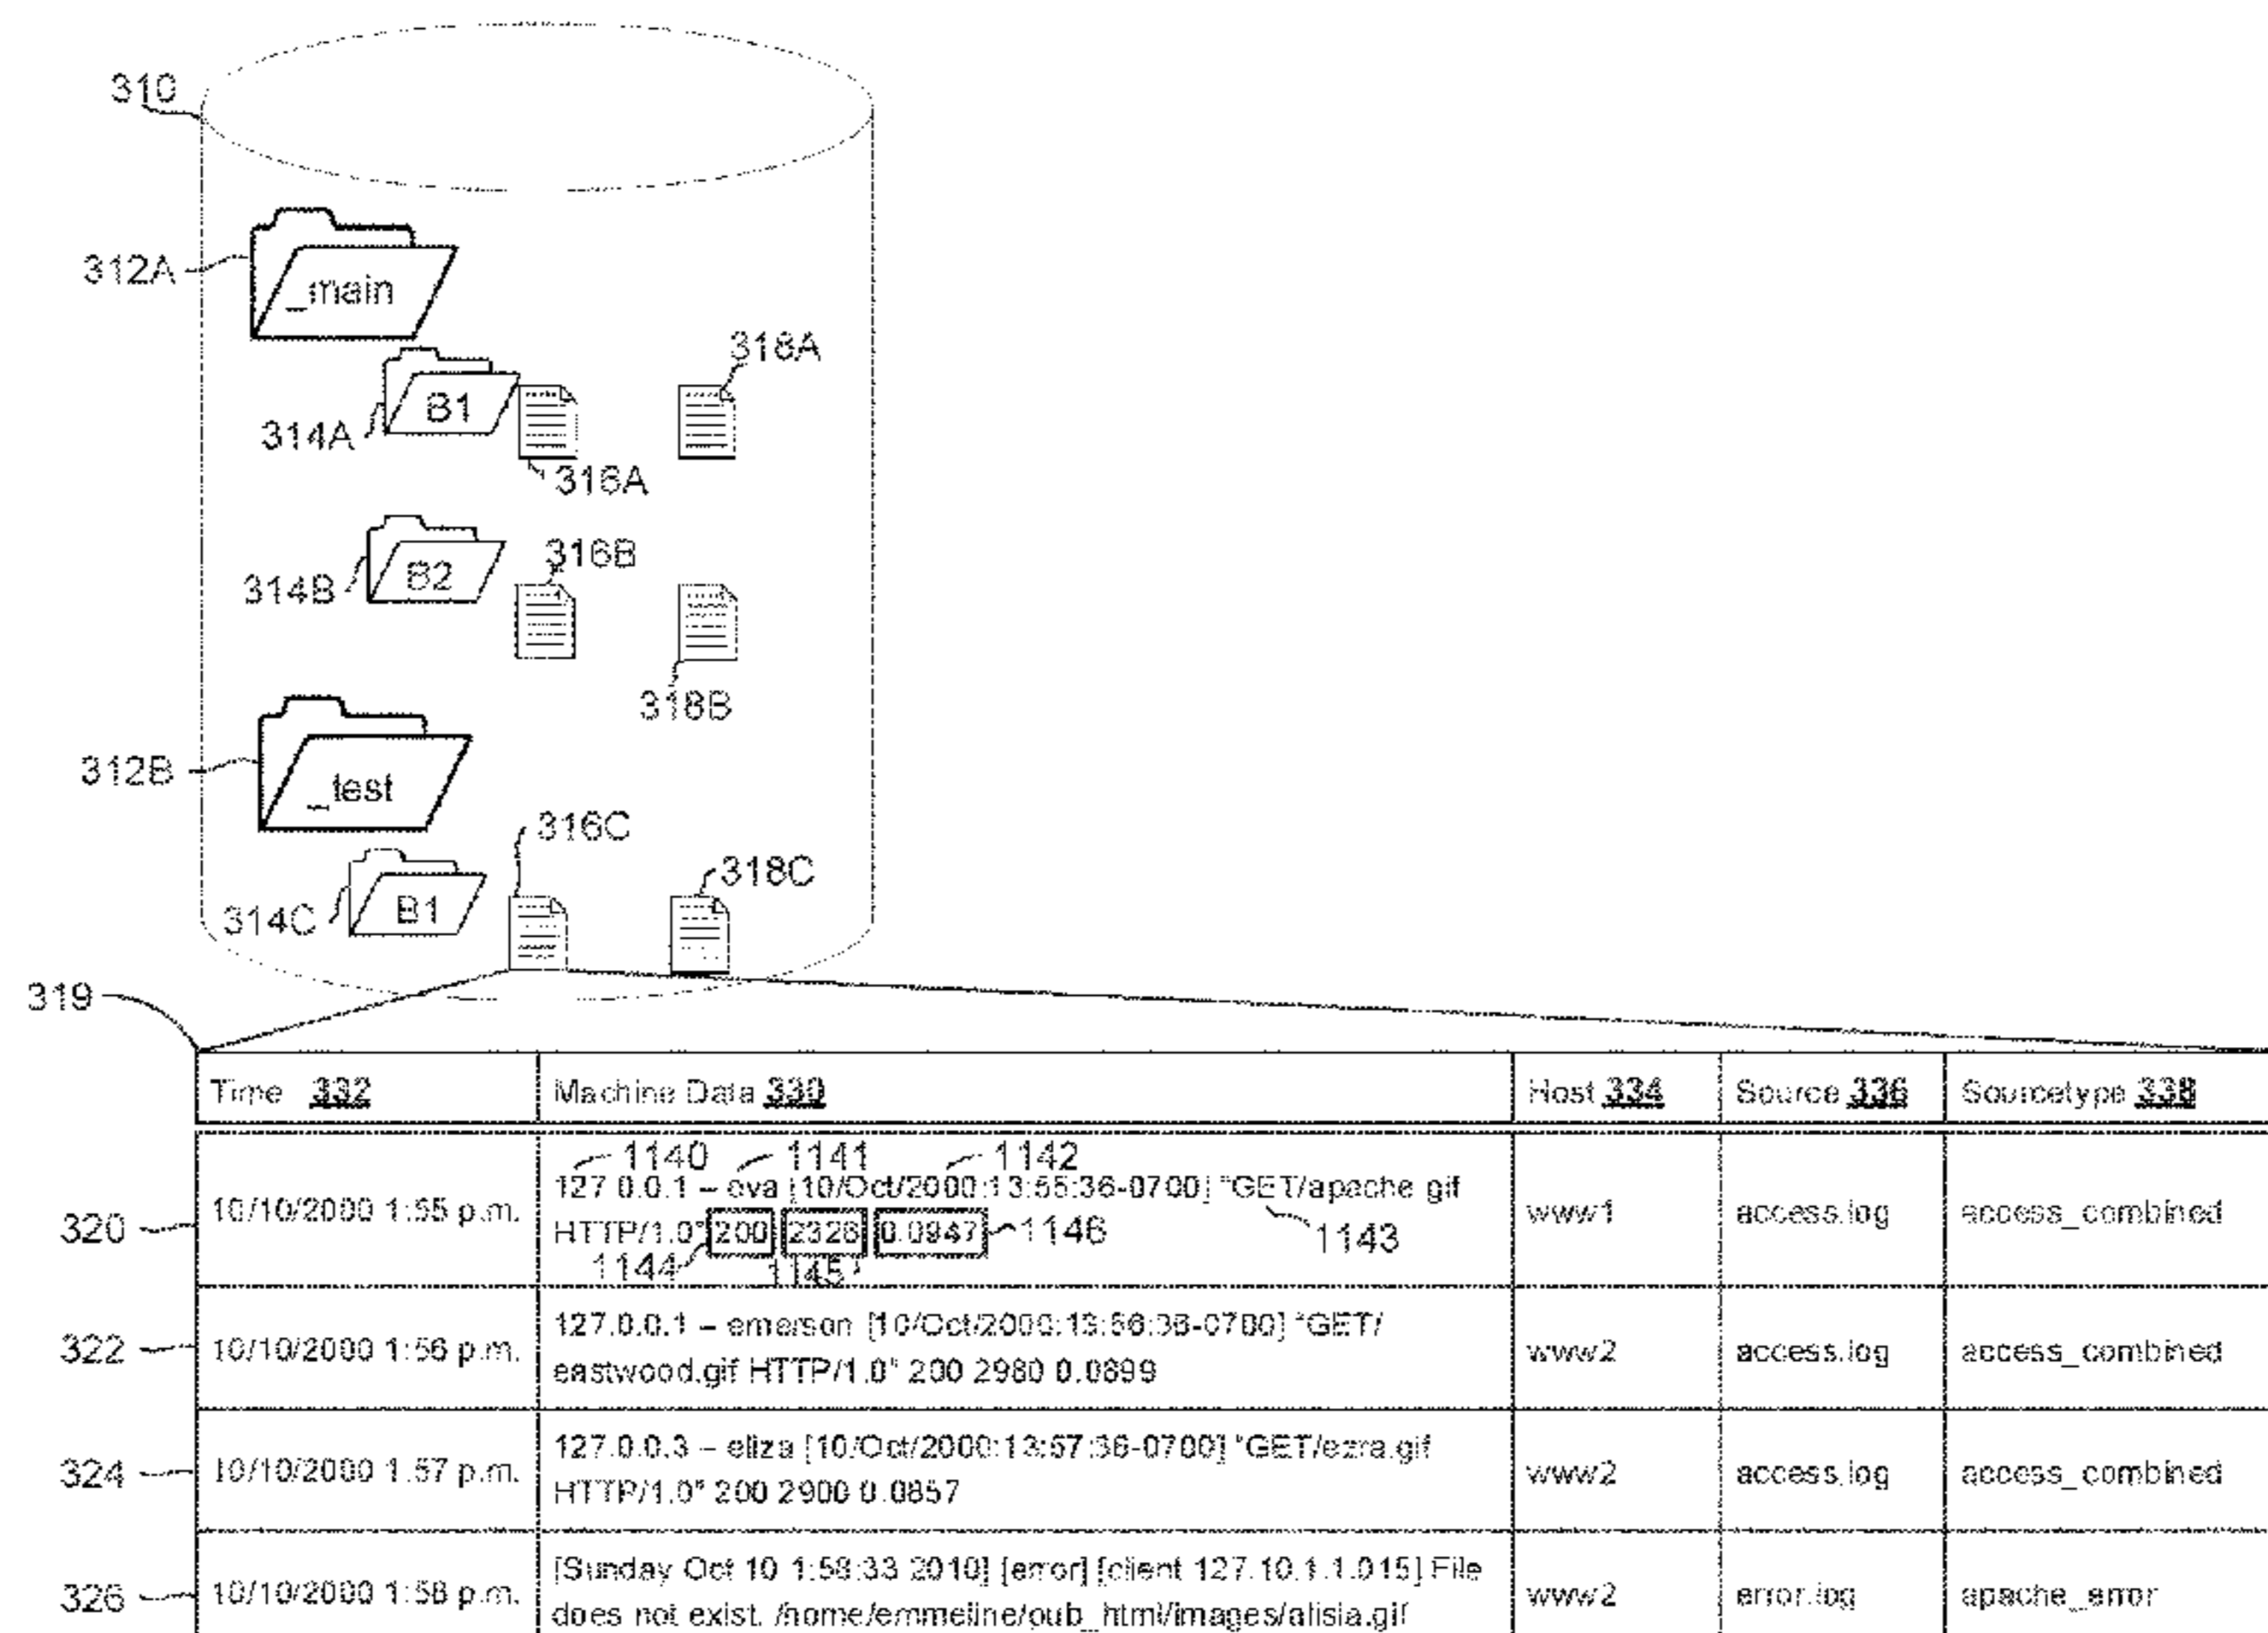 310
312A
_main
318A
B1
314A
316A
316B
B2
314B
318B
312B
_test
316C
318C
B1
314C
319
Time 332 Machine Data 330 Host 334 Source 336 Sourcetype 338
1140 1141 1142
127.0.0.1 – eva [10/Oct/2000:13:55:36-0700] "GET/apache.gif
320 10/10/2000 1:55 p.m. www1 access.log access_combined
HTTP/1.0" 200 2326 0.0947 1146 1143
1144 1145
127.0.0.1 – emerson [10/Oct/2000:13:56:36-0700] "GET/
322 10/10/2000 1:56 p.m. www2 access.log access_combined
eastwood.gif HTTP/1.0" 200 2980 0.0899
127.0.0.3 – eliza [10/Oct/2000:13:57:36-0700] "GET/ezra.gif
324 10/10/2000 1:57 p.m. www2 access.log access_combined
HTTP/1.0" 200 2900 0.0857
[Sunday Oct 10 1:58:33 2010] [error] [client 127.10.1.1.015] File
326 10/10/2000 1:58 p.m. www2 error.log apache_error
does not exist. /home/emmeline/pub_html/images/alisia.gif